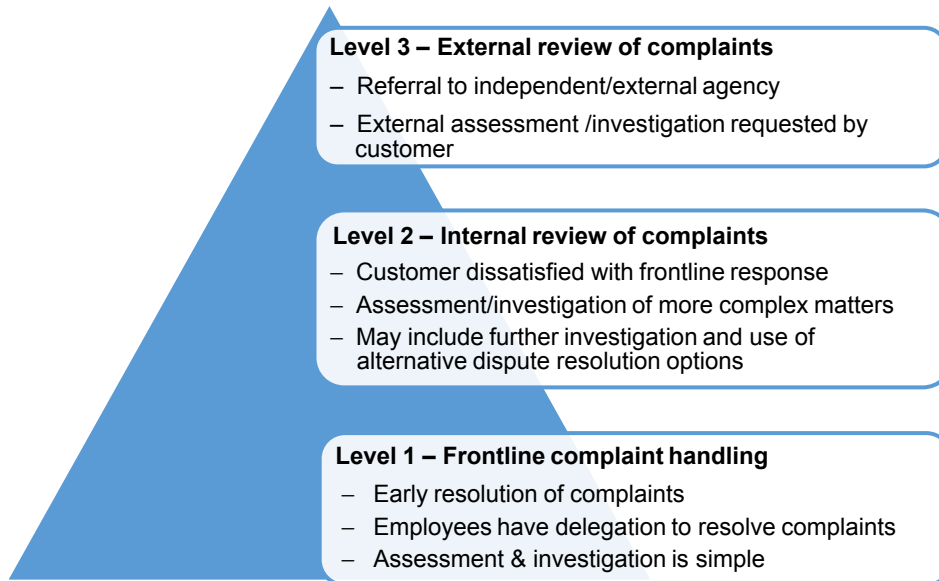 Level 3 – External review of complaints
– Referral to independent/external agency
– External assessment /investigation requested by
customer
Level 2 – Internal review of complaints
– Customer dissatisfied with frontline response
– Assessment/investigation of more complex matters
– May include further investigation and use of
alternative dispute resolution options
Level 1 – Frontline complaint handling
– Early resolution of complaints
– Employees have delegation to resolve complaints
– Assessment & investigation is simple